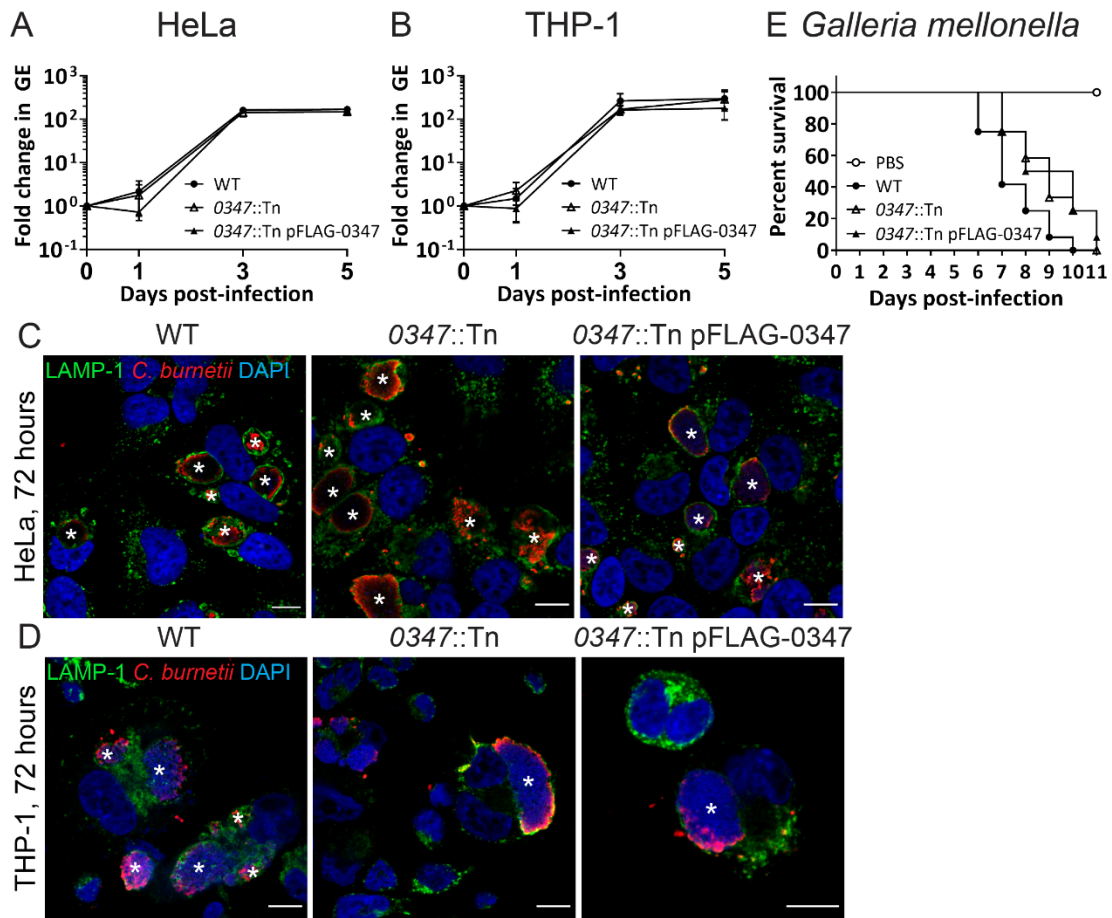 A HeLa
Fold change in GE
10³
10²
10¹
10⁰
10⁻¹
WT
0347::Tn
0347::Tn pFLAG-0347
0 1 3 5
Days post-infection
B THP-1
Fold change in GE
10³
10²
10¹
10⁰
10⁻¹
WT
0347::Tn
0347::Tn pFLAG-0347
0 1 3 5
Days post-infection
E Galleria mellonella
Percent survival
100
80
60
40
20
0
PBS
WT
0347::Tn
0347::Tn pFLAG-0347
0 1 2 3 4 5 6 7 8 9 10 11
Days post-infection
C WT 0347::Tn 0347::Tn pFLAG-0347
HeLa, 72 hours
LAMP-1 C. burnetii DAPI
* * * * * * *
* * * * * * * *
* * * * * * *
D WT 0347::Tn 0347::Tn pFLAG-0347
THP-1, 72 hours
LAMP-1 C. burnetii DAPI
* * * * * *
*
*